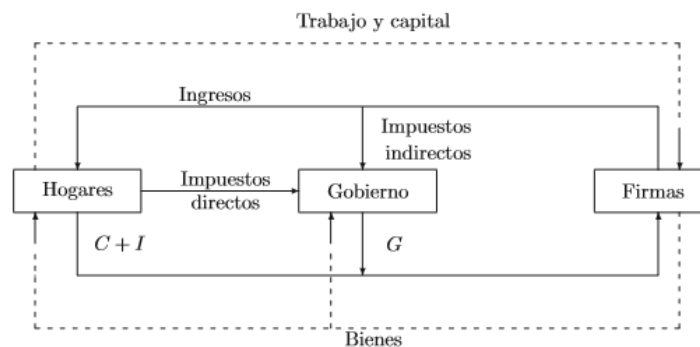 Trabajo y capital
Ingresos
Impuestos
indirectos
Hogares
Impuestos
directos
Gobierno
Firmas
C + I
G
Bienes